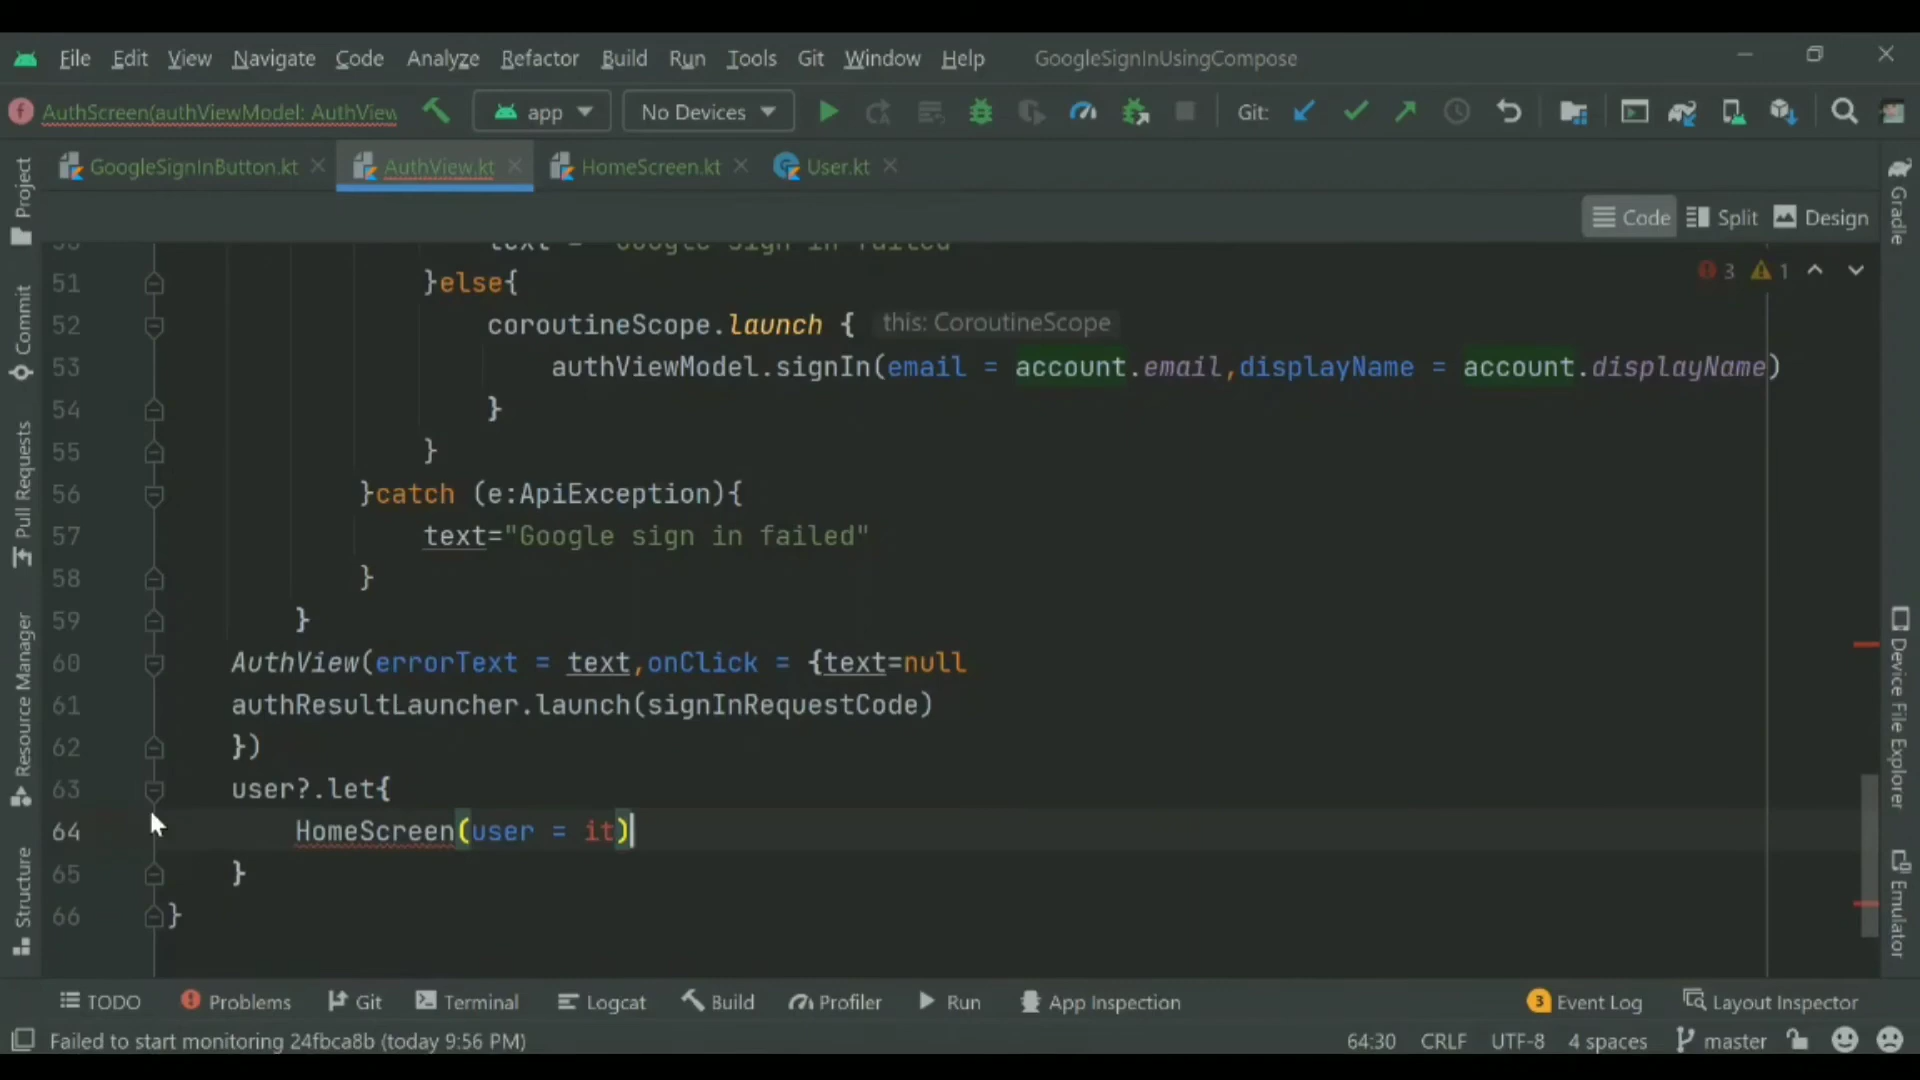 File Edit View Navigate Code Analyze Refactor Build Run Tools Git Window Help GoogleSignInUsingCompose
AuthScreen(authViewModel: AuthView app No Devices Git:
GoogleSignInButton.kt AuthView.kt HomeScreen.kt User.kt
Code Split Design
Project
Commit
Pull Requests
Resource Manager
Structure
text = "Google sign in failed"
3 1
51 }else{
52 coroutineScope.launch { this: CoroutineScope
53 authViewModel.signIn(email = account.email,displayName = account.displayName)
54 }
55 }
56 }catch (e:ApiException){
57 text="Google sign in failed"
58 }
59 }
60 AuthView(errorText = text,onClick = {text=null
61 authResultLauncher.launch(signInRequestCode)
62 })
63 user?.let{
64 HomeScreen(user = it)
65 }
66 }
Gradle
Device File Explorer
Emulator
TODO Problems Git Terminal Logcat Build Profiler Run App Inspection 3 Event Log Layout Inspector
Failed to start monitoring 24fbca8b (today 9:56 PM) 64:30 CRLF UTF-8 4 spaces master